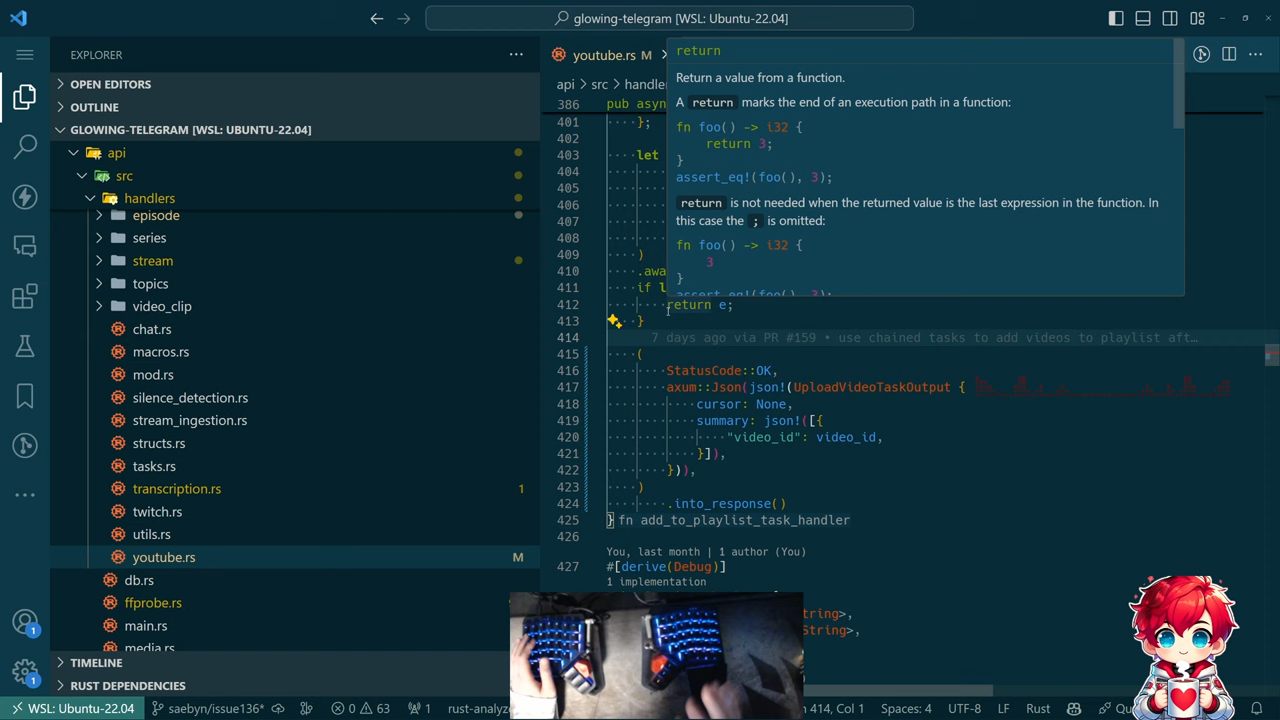 glowing-telegram [WSL: Ubuntu-22.04]
EXPLORER
OPEN EDITORS
OUTLINE
GLOWING-TELEGRAM [WSL: UBUNTU-22.04]
api
src
handlers
episode
series
stream
topics
video_clip
chat.rs
macros.rs
mod.rs
silence_detection.rs
stream_ingestion.rs
structs.rs
tasks.rs
transcription.rs 1
twitch.rs
utils.rs
youtube.rs M
db.rs
ffprobe.rs
main.rs
media.rs
TIMELINE
RUST DEPENDENCIES
youtube.rs M
api > src > handle
return
Return a value from a function.
A return marks the end of an execution path in a function:
fn foo() -> i32 {
return 3;
}
assert_eq!(foo(), 3);
return is not needed when the returned value is the last expression in the function. In
this case the ; is omitted:
fn foo() -> i32 {
3
}
assert_eq!(foo(), 3);
386 pub asyn
401 };
402
403 let
404
405
406
407
408
409 )
410 .awa
411 if l
412 return e;
413 }
414 7 days ago via PR #159 • use chained tasks to add videos to playlist aft…
415 (
416 StatusCode::OK,
417 axum::Json(json!(UploadVideoTaskOutput {
418 cursor: None,
419 summary: json!([{
420 "video_id": video_id,
421 }]),
422 })),
423 )
424 .into_response()
425 } fn add_to_playlist_task_handler
426
You, last month | 1 author (You)
427 #[derive(Debug)]
1 implementation
tring>,
String>,
1
1
WSL: Ubuntu-22.04 saebyn/issue136* 0 63 1 rust-analyz
n 414, Col 1 Spaces: 4 UTF-8 LF Rust